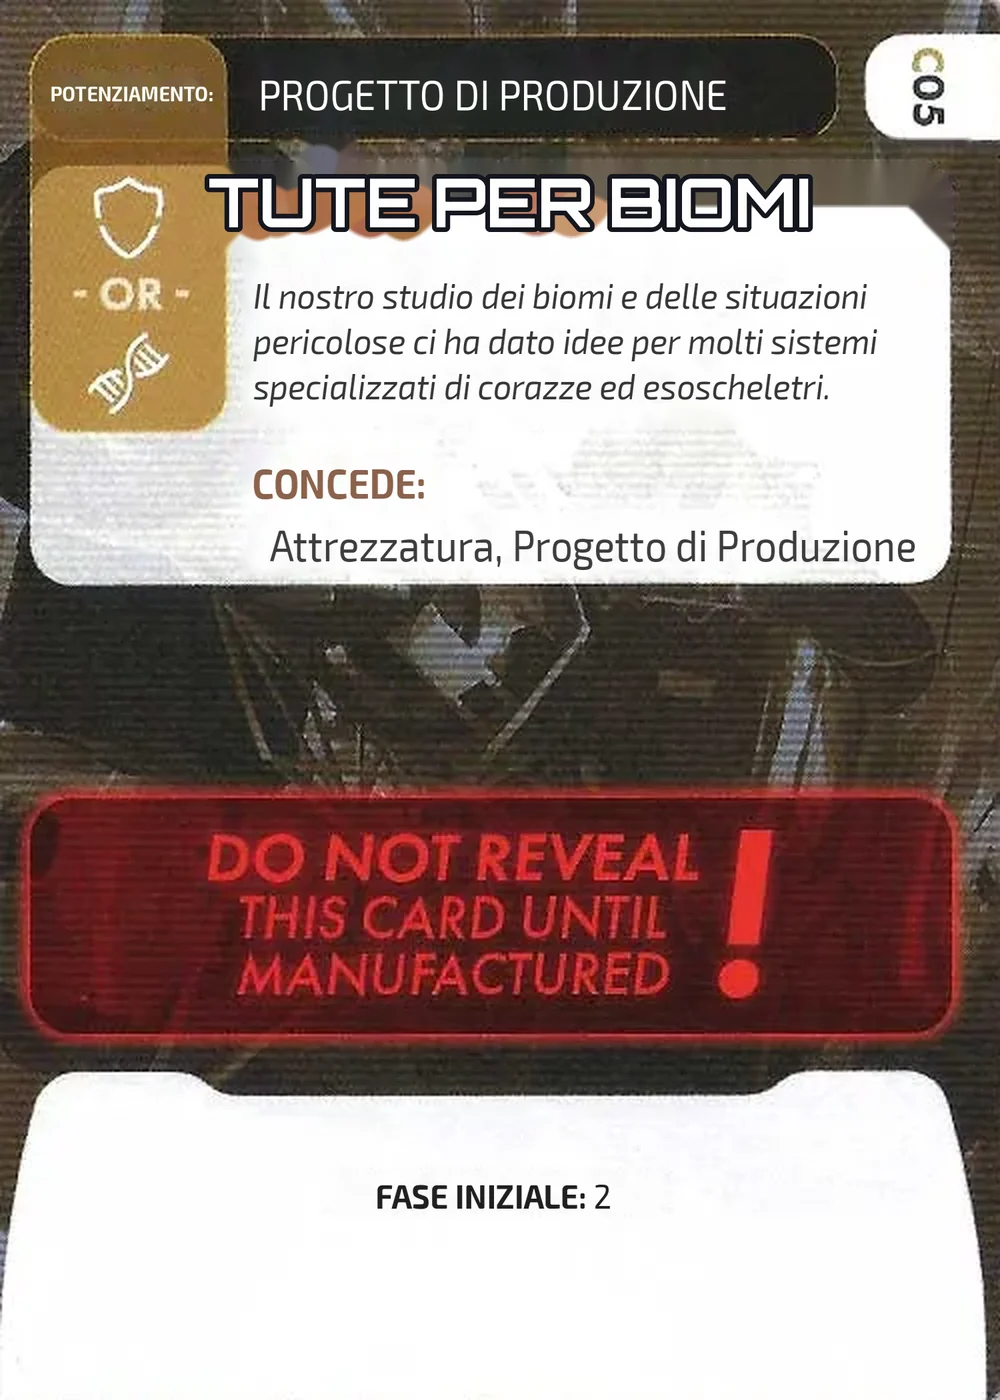 POTENZIAMENTO:
PROGETTO DI PRODUZIONE
C05
TUTE PER BIOMI
- OR -
Il nostro studio dei biomi e delle situazioni
pericolose ci ha dato idee per molti sistemi
specializzati di corazze ed esoscheletri.
CONCEDE:
Attrezzatura, Progetto di Produzione
DO NOT REVEAL
THIS CARD UNTIL
MANUFACTURED
!
FASE INIZIALE: 2